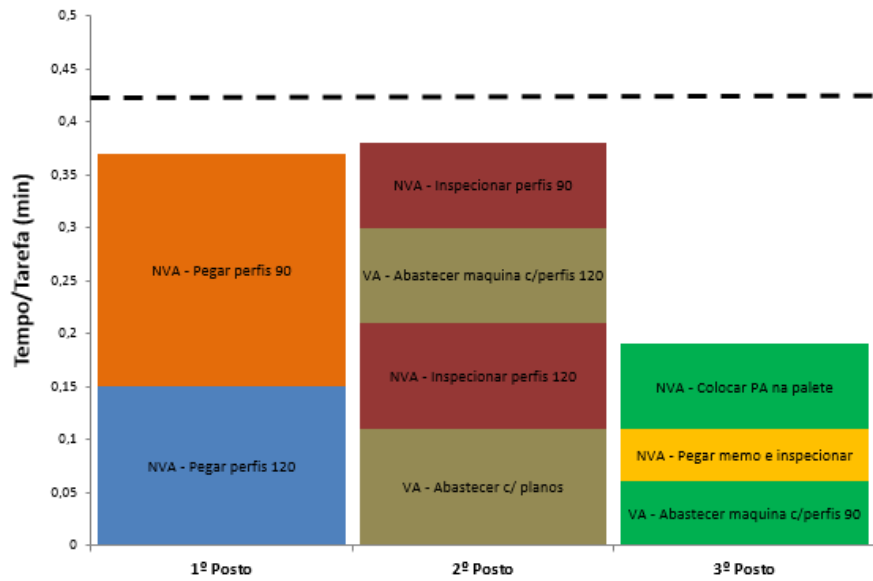 0,5
0,45
0,4
0,35
0,3
0,25
0,2
0,15
0,1
0,05
0
Tempo/Tarefa (min)
NVA - Pegar perfis 90
NVA - Pegar perfis 120
NVA - Inspecionar perfis 90
VA - Abastecer maquina c/perfis 120
NVA - Inspecionar perfis 120
VA - Abastecer c/ planos
NVA - Colocar PA na palete
NVA - Pegar memo e inspecionar
VA - Abastecer maquina c/perfis 90
1º Posto
2º Posto
3º Posto